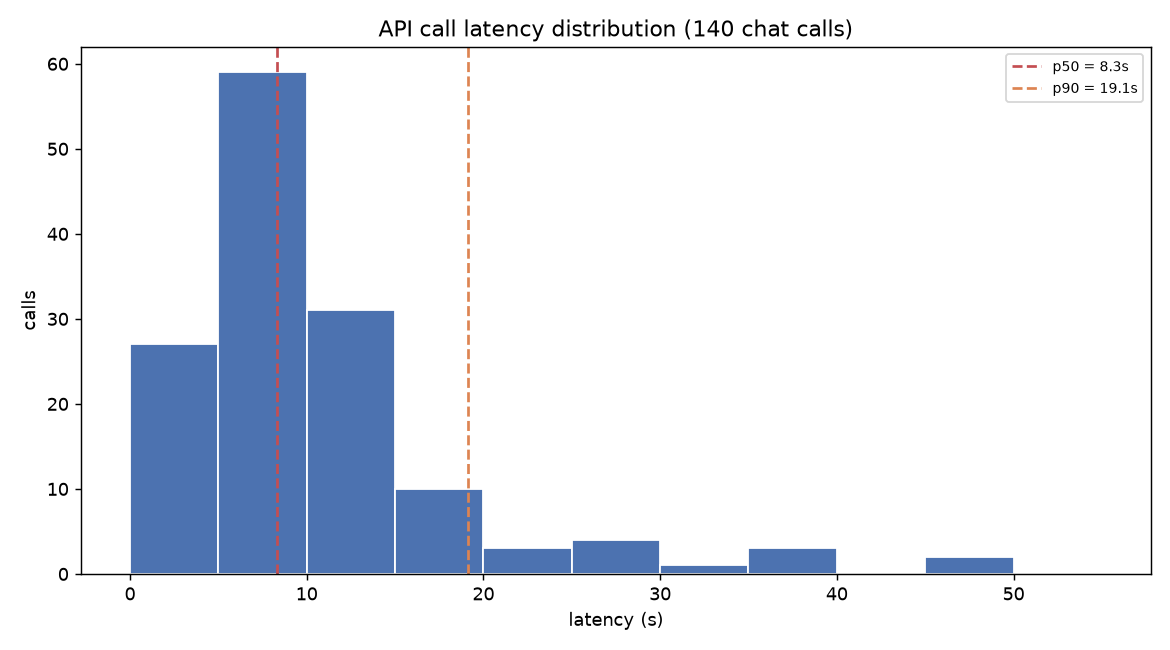 API call latency distribution (140 chat calls)
p50 = 8.3s
p90 = 19.1s
60
50
40
30
20
10
0
calls
0 10 20 30 40 50
latency (s)